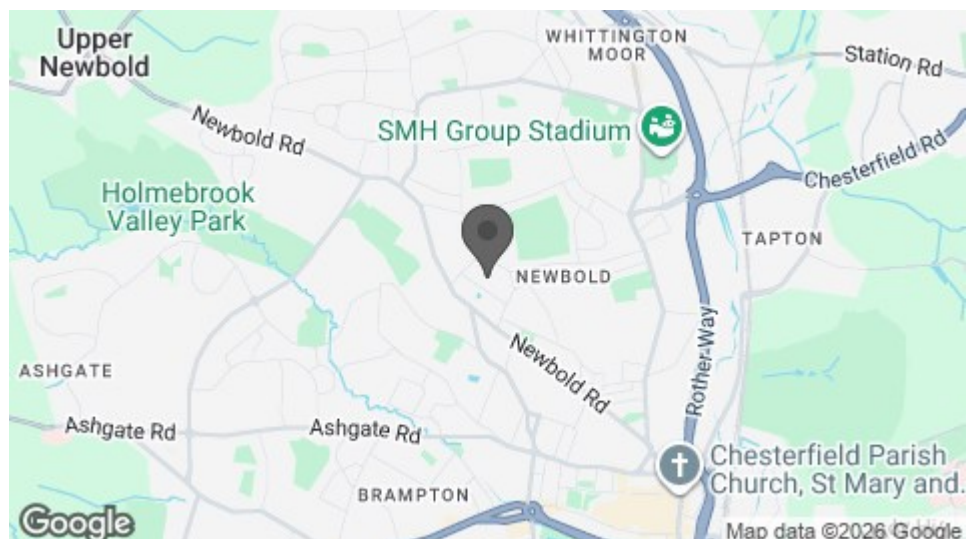 Upper
Newbold
WHITTINGTON
MOOR
Station Rd
Newbold Rd
SMH Group Stadium
Chesterfield Rd
Holmebrook
Valley Park
TAPTON
NEWBOLD
Rother Way
ASHGATE
Newbold Rd
Ashgate Rd
Ashgate Rd
Chesterfield Parish
Church, St Mary and.
BRAMPTON
Google
Map data ©2026 Google